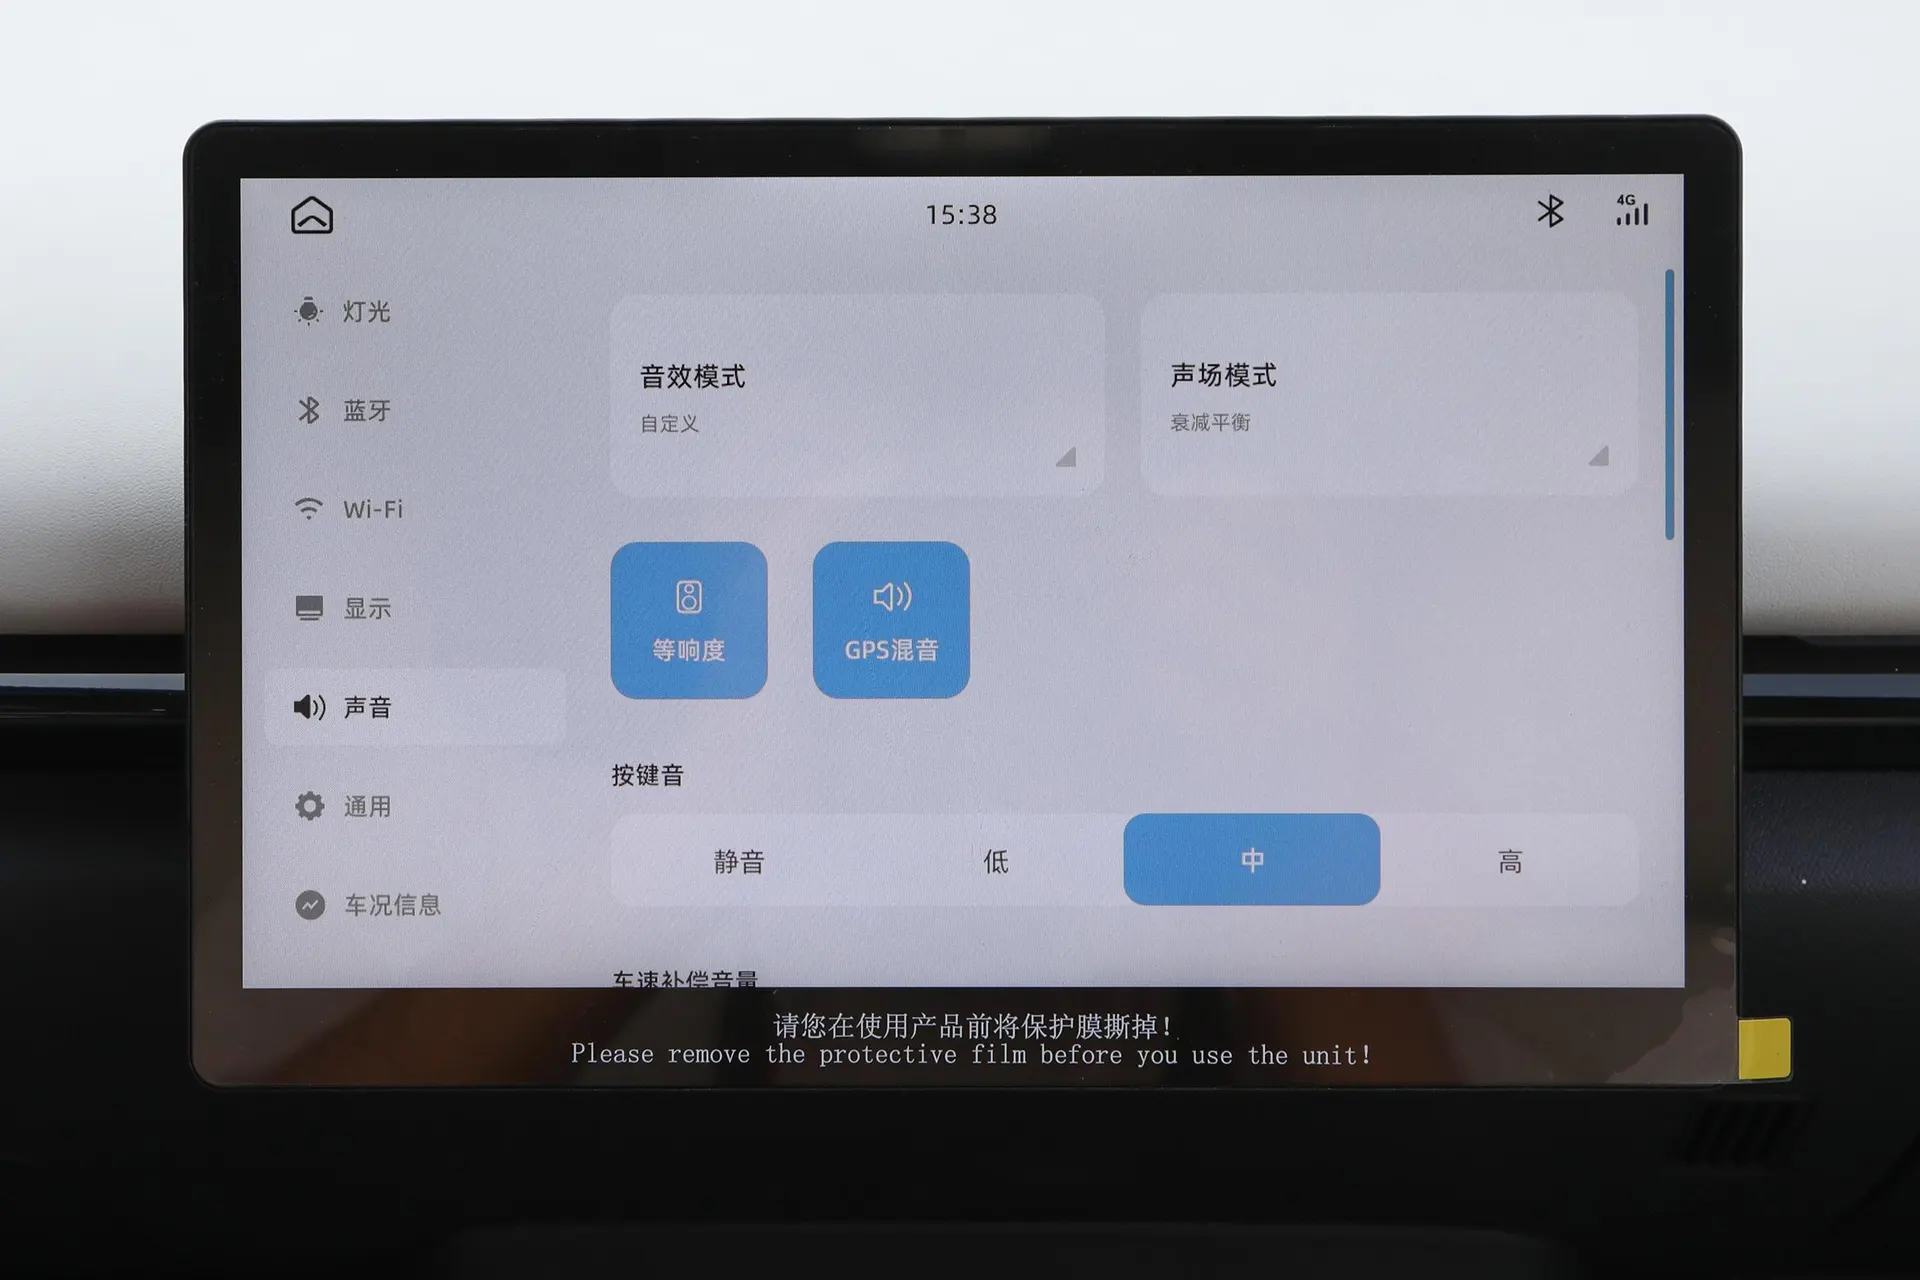 15:38
4G
灯光
蓝牙
Wi-Fi
显示
声音
通用
车况信息
音效模式
自定义
声场模式
衰减平衡
等响度
GPS混音
按键音
静音 低 中 高
车速补偿音量
请您在使用产品前将保护膜撕掉!
Please remove the protective film before you use the unit!